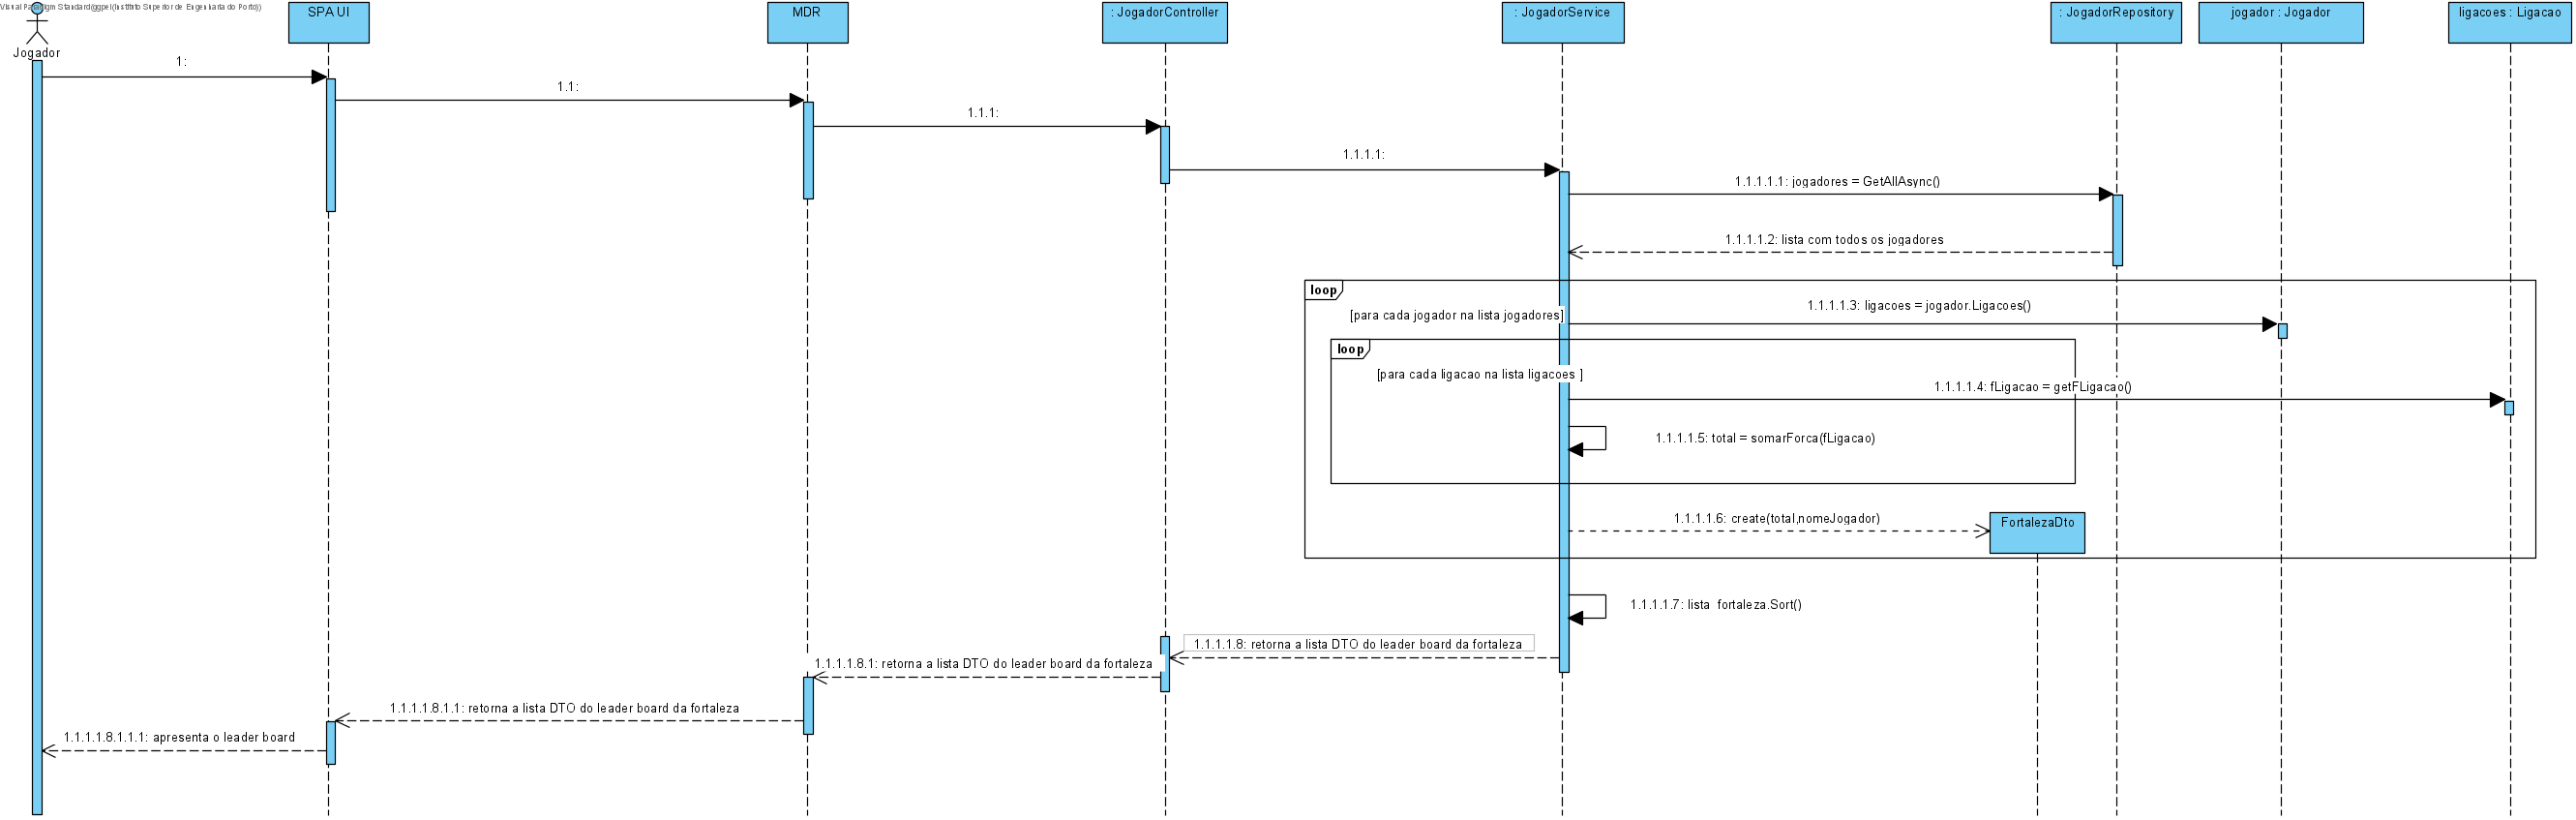 Visual Paradigm Standard(ggpel(Instituto Superior de Engenharia do Porto))
Jogador
SPA UI
MDR
: JogadorController
: JogadorService
: JogadorRepository
jogador : Jogador
ligacoes : Ligacao
1:
1.1:
1.1.1:
1.1.1.1:
1.1.1.1.1: jogadores = GetAllAsync()
1.1.1.1.2: lista com todos os jogadores
loop
[para cada jogador na lista jogadores]
1.1.1.1.3: ligacoes = jogador.Ligacoes()
loop
[para cada ligacao na lista ligacoes ]
1.1.1.1.4: fLigacao = getFLigacao()
1.1.1.1.5: total = somarForca(fLigacao)
1.1.1.1.6: create(total,nomeJogador)
FortalezaDto
1.1.1.1.7: lista fortaleza.Sort()
1.1.1.1.8: retorna a lista DTO do leader board da fortaleza
1.1.1.1.8.1: retorna a lista DTO do leader board da fortaleza
1.1.1.1.8.1.1: retorna a lista DTO do leader board da fortaleza
1.1.1.1.8.1.1.1: apresenta o leader board